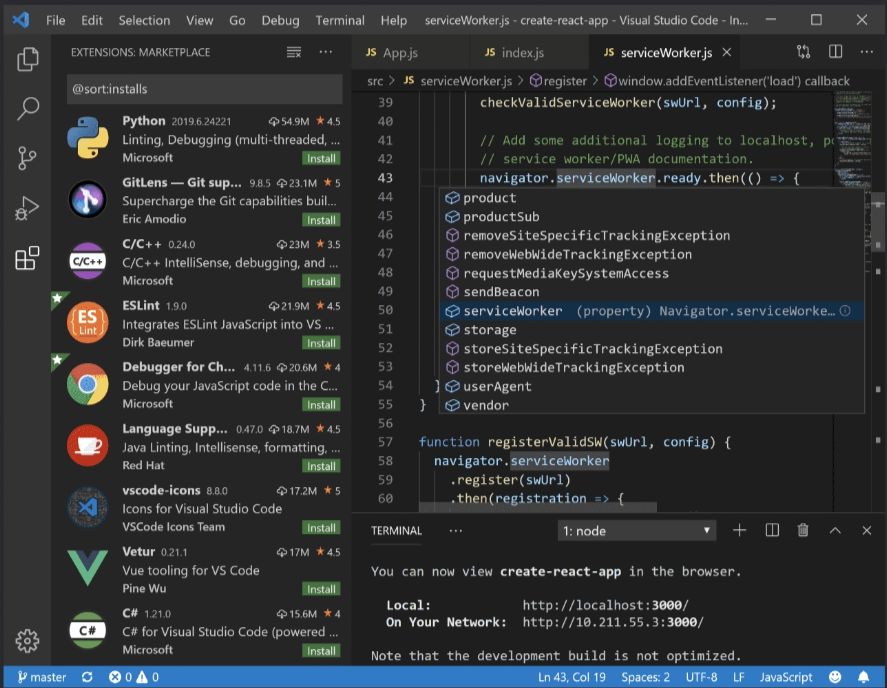 File Edit Selection View Go Debug Terminal Help serviceWorker.js - create-react-app - Visual Studio Code - In...
EXTENSIONS: MARKETPLACE
@sort:installs
Python 2019.6.24221 54.9M ★ 4.5
Linting, Debugging (multi-threaded, ...
Microsoft Install
GitLens — Git sup... 9.8.5 23.1M ★ 5
Supercharge the Git capabilities buil...
Eric Amodio Install
C/C++
C/C++ 0.24.0 23M ★ 3.5
C/C++ IntelliSense, debugging, and ...
Microsoft Install
ES
Lint
ESLint 1.9.0 21.9M ★ 4.5
Integrates ESLint JavaScript into VS ...
Dirk Baeumer Install
Debugger for Ch... 4.11.6 20.6M ★ 4
Debug your JavaScript code in the C...
Microsoft Install
Language Supp... 0.47.0 18.7M ★ 4.5
Java Linting, Intellisense, formatting, ...
Red Hat Install
vscode-icons 8.8.0 17.2M ★ 5
Icons for Visual Studio Code
VSCode Icons Team Install
Vetur 0.21.1 17M ★ 4.5
Vue tooling for VS Code
Pine Wu Install
C#
C# 1.21.0 15.6M ★ 4
C# for Visual Studio Code (powered ...
Microsoft Install
JS App.js JS index.js JS serviceWorker.js
src > JS serviceWorker.js > register > window.addEventListener('load') callback
39 checkValidServiceWorker(swUrl, config);
40
41 // Add some additional logging to localhost, po
42 // service worker/PWA documentation.
43 navigator.serviceWorker.ready.then(() => {
44 product
45 productSub
46 removeSiteSpecificTrackingException
47 removeWebWideTrackingException
48 requestMediaKeySystemAccess
49 sendBeacon
50 serviceWorker (property) Navigator.serviceWorke...
51 storage
52 storeSiteSpecificTrackingException
53 storeWebWideTrackingException
54 } userAgent
55 } vendor
56
57 function registerValidSW(swUrl, config) {
58 navigator.serviceWorker
59 .register(swUrl)
60 .then(registration => {
TERMINAL ... 1: node
You can now view create-react-app in the browser.
Local: http://localhost:3000/
On Your Network: http://10.211.55.3:3000/
Note that the development build is not optimized.
master 0 0 Ln 43, Col 19 Spaces: 2 UTF-8 LF JavaScript